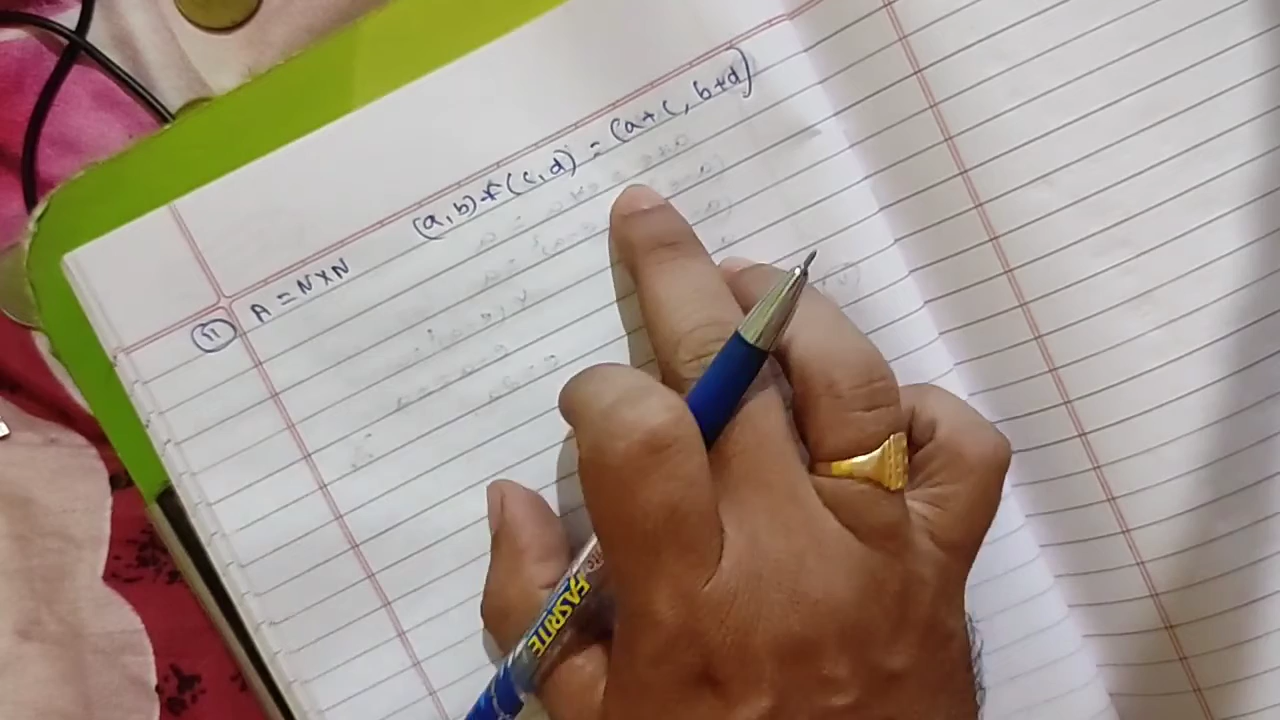 (a,b)*(c,d) = (a+c, b+d)
11 A = N×N
FASRITE